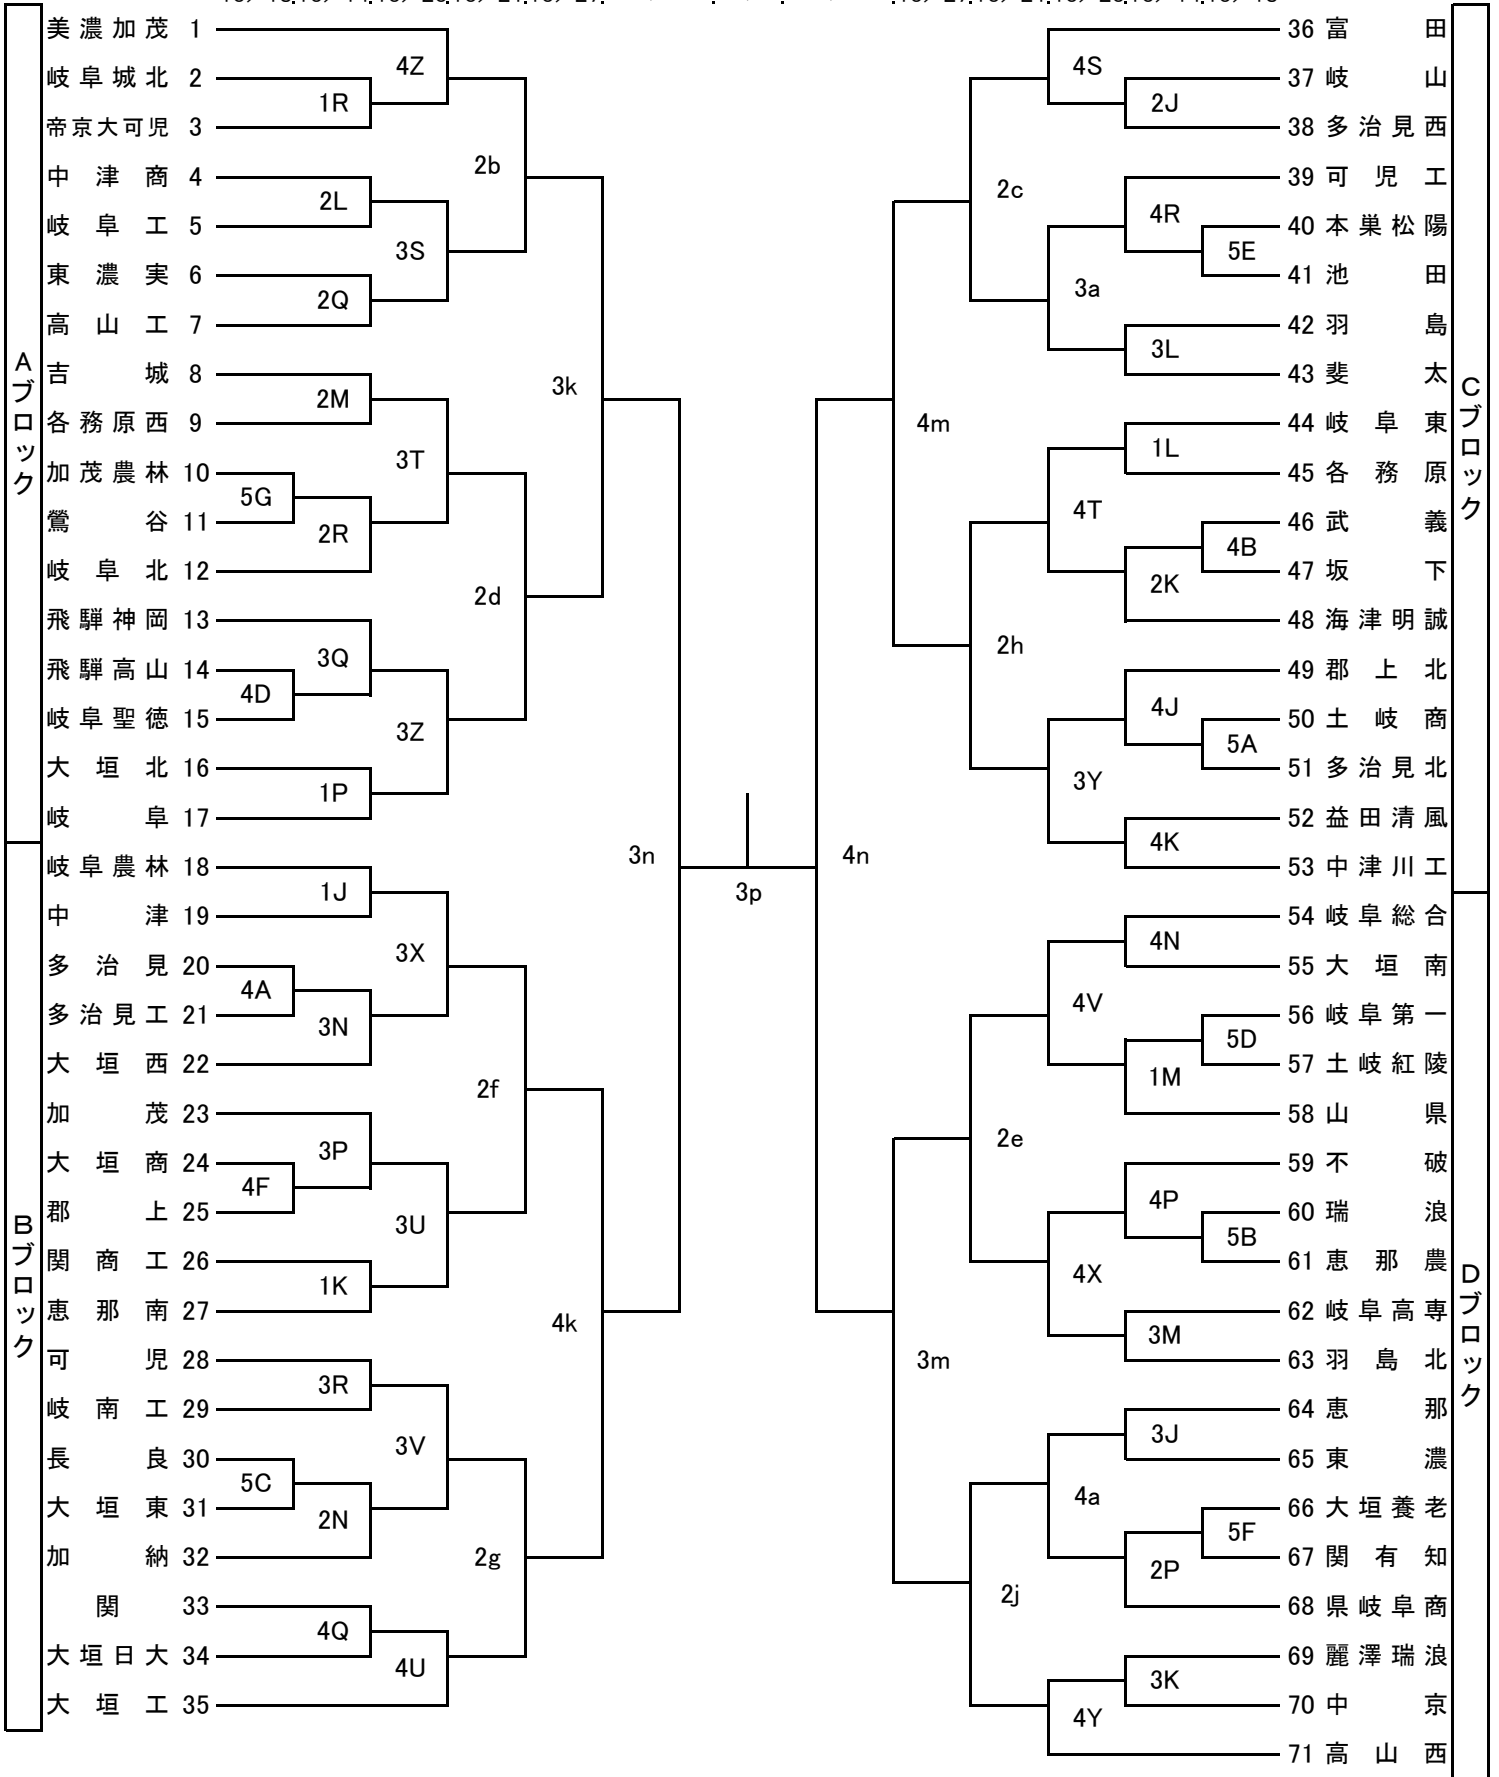 Aブロック
美濃加茂 1
岐阜城北 2
帝京大可児 3
中津商 4
岐阜工 5
東濃実 6
高山工 7
吉城 8
各務原西 9
加茂農林 10
鶯谷 11
岐阜北 12
飛騨神岡 13
飛騨高山 14
岐阜聖徳 15
大垣北 16
岐阜 17
Bブロック
岐阜農林 18
中津 19
多治見 20
多治見工 21
大垣西 22
加茂 23
大垣商 24
郡上 25
関商工 26
恵那南 27
可児 28
岐南工 29
長良 30
大垣東 31
加納 32
関 33
大垣日大 34
大垣工 35
5G
4D
4A
4F
5C
1R
2L
2Q
2M
2R
3Q
1P
1J
3N
3P
1K
3R
2N
4Q
4Z
3S
3T
3Z
3X
3U
3V
4U
2b
2d
2f
2g
3k
4k
3n
3p
4n
4m
3m
2c
2h
2e
2j
4S
3a
4T
3Y
4V
4X
4a
4Y
2J
4R
3L
1L
2K
4J
4K
4N
1M
4P
3M
3J
2P
3K
5E
4B
5A
5D
5B
5F
Cブロック
36 富田
37 岐山
38 多治見西
39 可児工
40 本巣松陽
41 池田
42 羽島
43 斐太
44 岐阜東
45 各務原
46 武義
47 坂下
48 海津明誠
49 郡上北
50 土岐商
51 多治見北
52 益田清風
53 中津川工
Dブロック
54 岐阜総合
55 大垣南
56 岐阜第一
57 土岐紅陵
58 山県
59 不破
60 瑞浪
61 恵那農
62 岐阜高専
63 羽島北
64 恵那
65 東濃
66 大垣養老
67 関有知
68 県岐阜商
69 麗澤瑞浪
70 中京
71 高山西